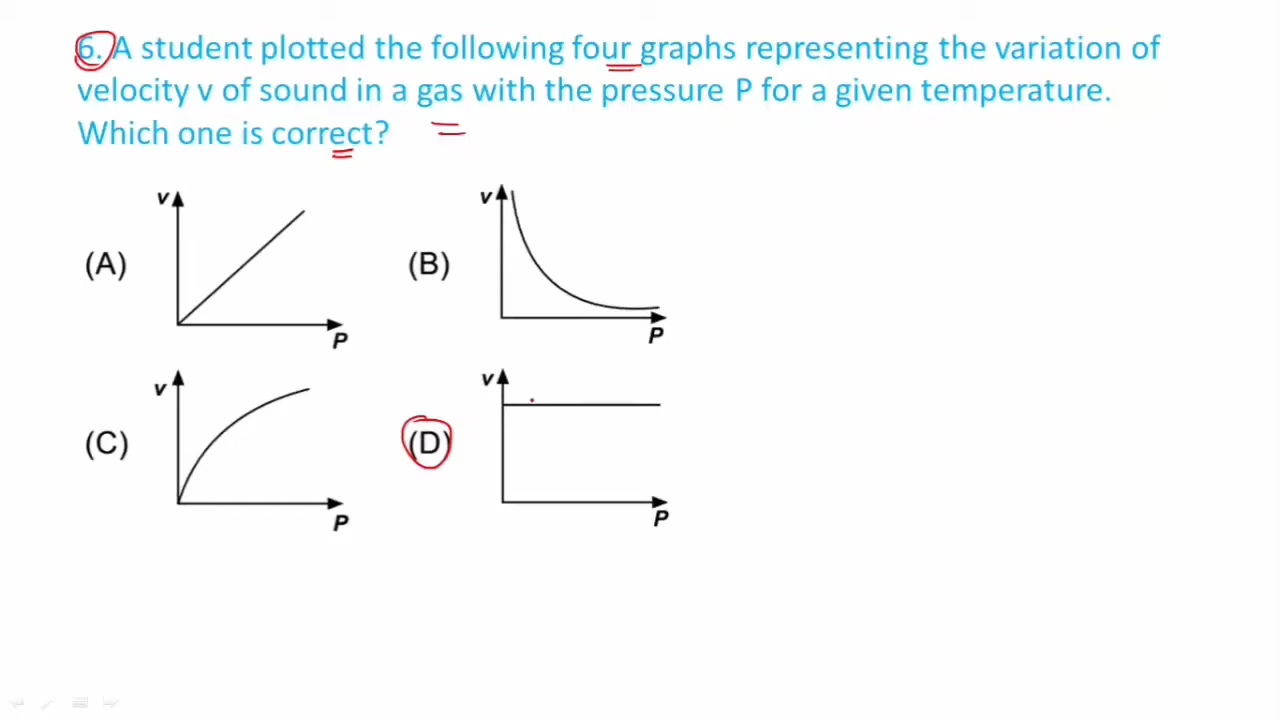 6. A student plotted the following four graphs representing the variation of
velocity v of sound in a gas with the pressure P for a given temperature.
Which one is correct?
v
(A)
P
v
(B)
P
v
(C)
P
v
(D)
P